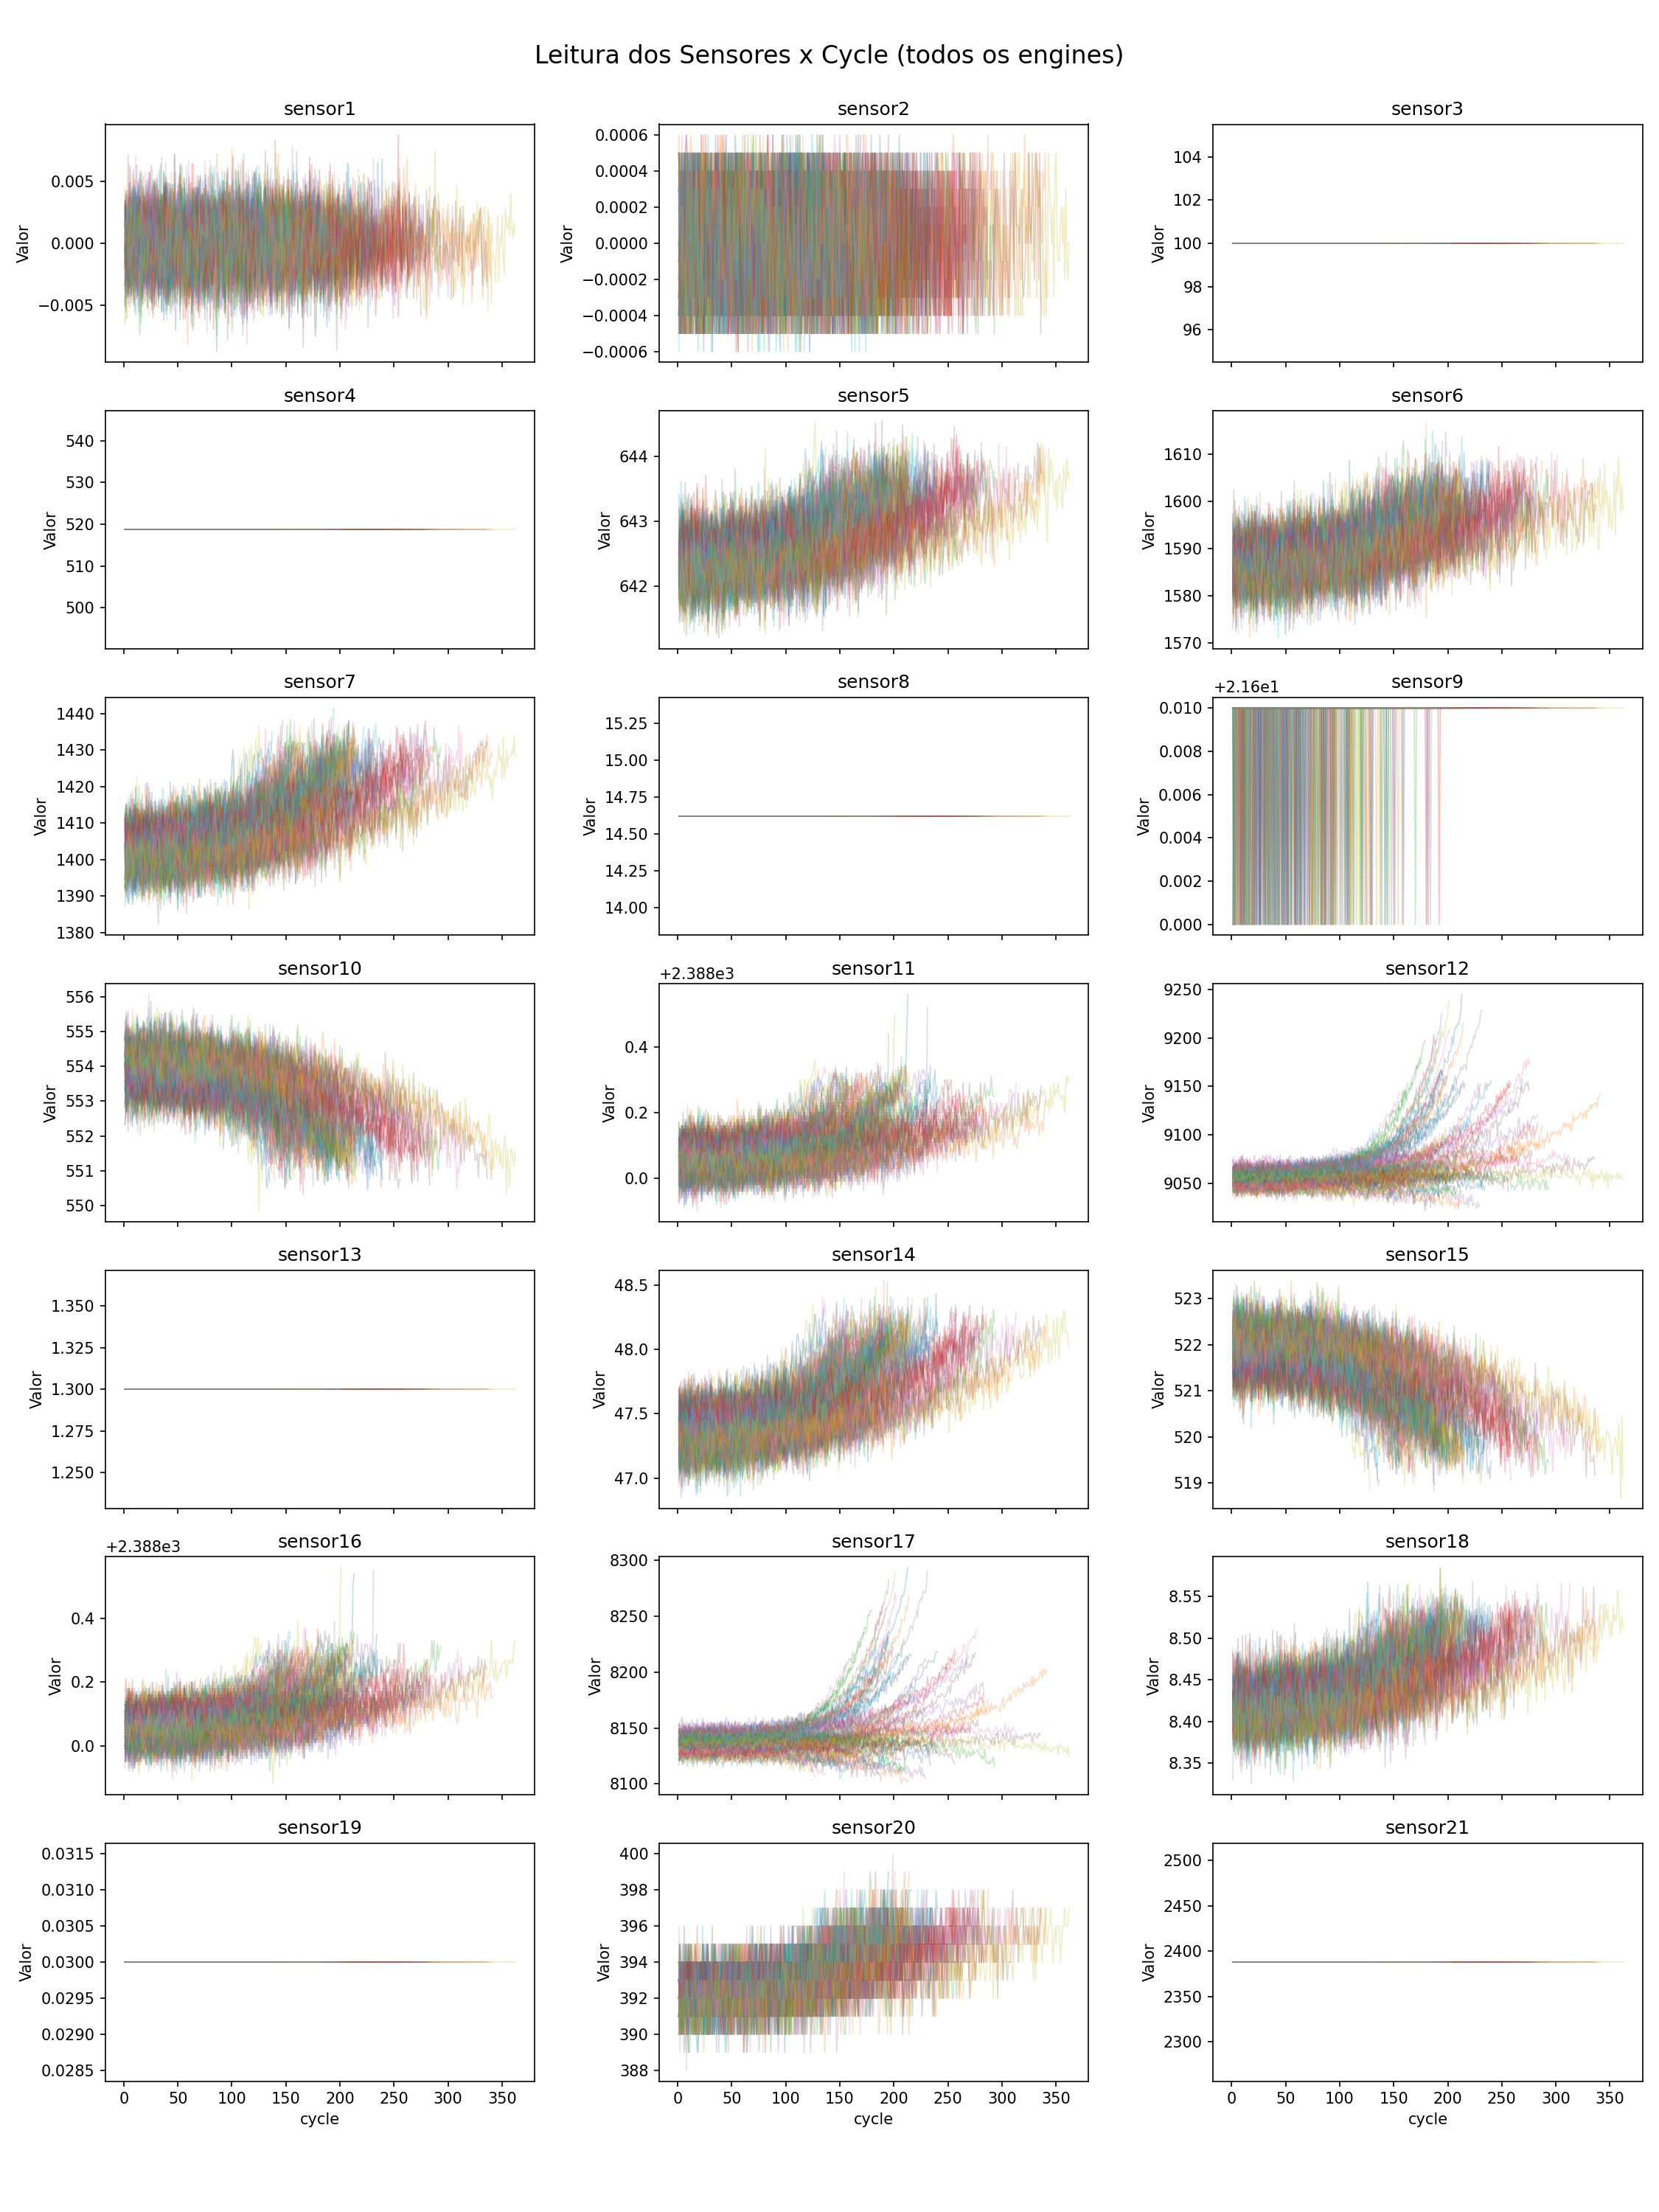 Leitura dos Sensores x Cycle (todos os engines)
sensor1 sensor2 sensor3
0.005 0.000 −0.005 Valor
0.0006 0.0004 0.0002 0.0000 −0.0002 −0.0004 −0.0006 Valor
104 102 100 98 96 Valor
sensor4 sensor5 sensor6
540 530 520 510 500 Valor
644 643 642 Valor
1610 1600 1590 1580 1570 Valor
sensor7 sensor8 sensor9
1440 1430 1420 1410 1400 1390 1380 Valor
15.25 15.00 14.75 14.50 14.25 14.00 Valor
+2.16e1
0.010 0.008 0.006 0.004 0.002 0.000 Valor
sensor10 sensor11 sensor12
556 555 554 553 552 551 550 Valor
+2.388e3
0.4 0.2 0.0 Valor
9250 9200 9150 9100 9050 Valor
sensor13 sensor14 sensor15
1.350 1.325 1.300 1.275 1.250 Valor
48.5 48.0 47.5 47.0 Valor
523 522 521 520 519 Valor
sensor16 sensor17 sensor18
+2.388e3
0.4 0.2 0.0 Valor
8300 8250 8200 8150 8100 Valor
8.55 8.50 8.45 8.40 8.35 Valor
sensor19 sensor20 sensor21
0.0315 0.0310 0.0305 0.0300 0.0295 0.0290 0.0285 Valor
400 398 396 394 392 390 388 Valor
2500 2450 2400 2350 2300 Valor
0 50 100 150 200 250 300 350
cycle
0 50 100 150 200 250 300 350
cycle
0 50 100 150 200 250 300 350
cycle